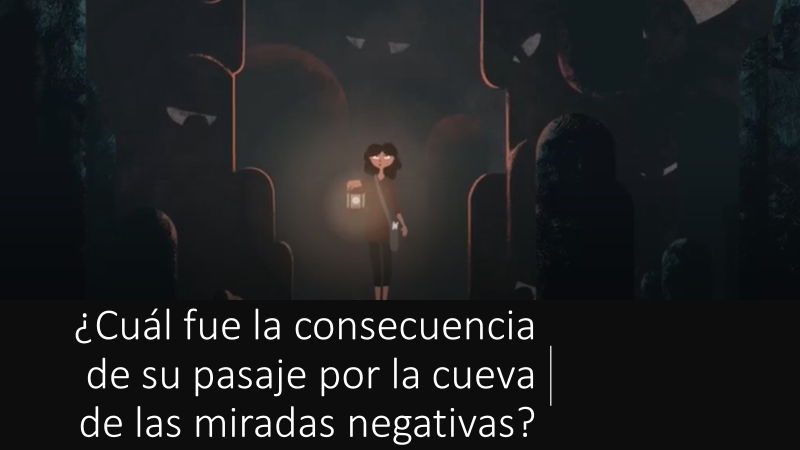 ¿Cuál fue la consecuencia
de su pasaje por la cueva
de las miradas negativas?